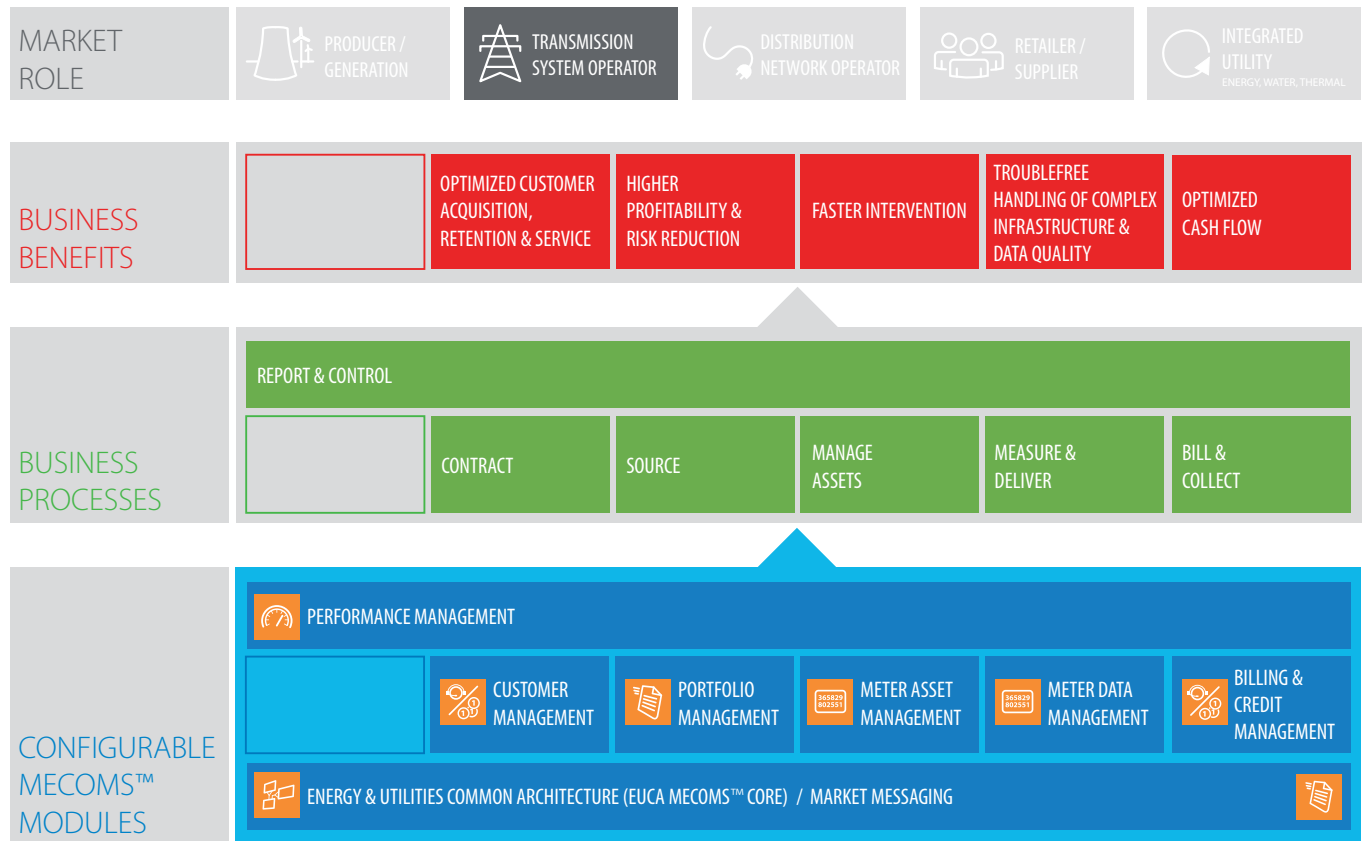 MARKET
ROLE
PRODUCER /
GENERATION
TRANSMISSION
SYSTEM OPERATOR
DISTRIBUTION
NETWORK OPERATOR
RETAILER /
SUPPLIER
INTEGRATED
UTILITY
ENERGY, WATER, THERMAL
BUSINESS
BENEFITS
OPTIMIZED CUSTOMER
ACQUISITION,
RETENTION & SERVICE
HIGHER
PROFITABILITY &
RISK REDUCTION
FASTER INTERVENTION
TROUBLEFREE
HANDLING OF COMPLEX
INFRASTRUCTURE &
DATA QUALITY
OPTIMIZED
CASH FLOW
BUSINESS
PROCESSES
REPORT & CONTROL
CONTRACT
SOURCE
MANAGE
ASSETS
MEASURE &
DELIVER
BILL &
COLLECT
CONFIGURABLE
MECOMS™
MODULES
PERFORMANCE MANAGEMENT
CUSTOMER
MANAGEMENT
PORTFOLIO
MANAGEMENT
365829
802551
METER ASSET
MANAGEMENT
365829
802551
METER DATA
MANAGEMENT
BILLING &
CREDIT
MANAGEMENT
ENERGY & UTILITIES COMMON ARCHITECTURE (EUCA MECOMS™ CORE) / MARKET MESSAGING